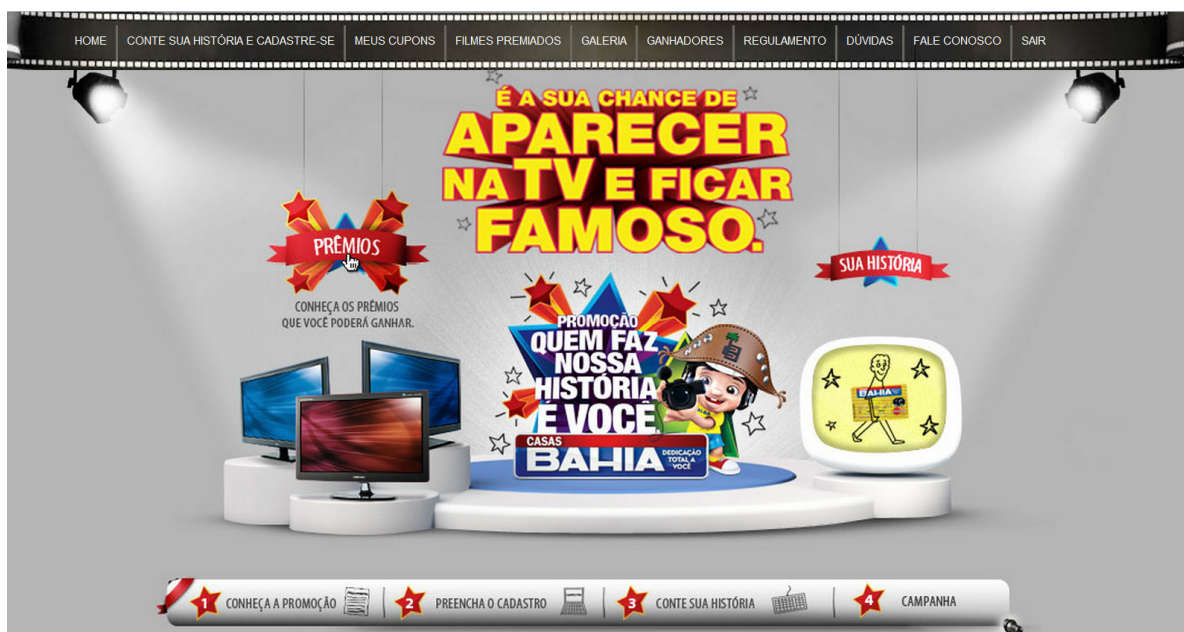 HOME
CONTE SUA HISTÓRIA E CADASTRE-SE
MEUS CUPONS
FILMES PREMIADOS
GALERIA
GANHADORES
REGULAMENTO
DÚVIDAS
FALE CONOSCO
SAIR
É A SUA CHANCE DE
APARECER
NA TV E FICAR
FAMOSO.
PRÊMIOS
CONHEÇA OS PRÊMIOS
QUE VOCÊ PODERÁ GANHAR.
SUA HISTÓRIA
PROMOÇÃO
QUEM FAZ
NOSSA
HISTÓRIA
É VOCÊ
CASAS
BAHIA
DEDICAÇÃO
TOTAL A
VOCÊ
BAHIA
1 CONHEÇA A PROMOÇÃO
2 PREENCHA O CADASTRO
3 CONTE SUA HISTÓRIA
4 CAMPANHA